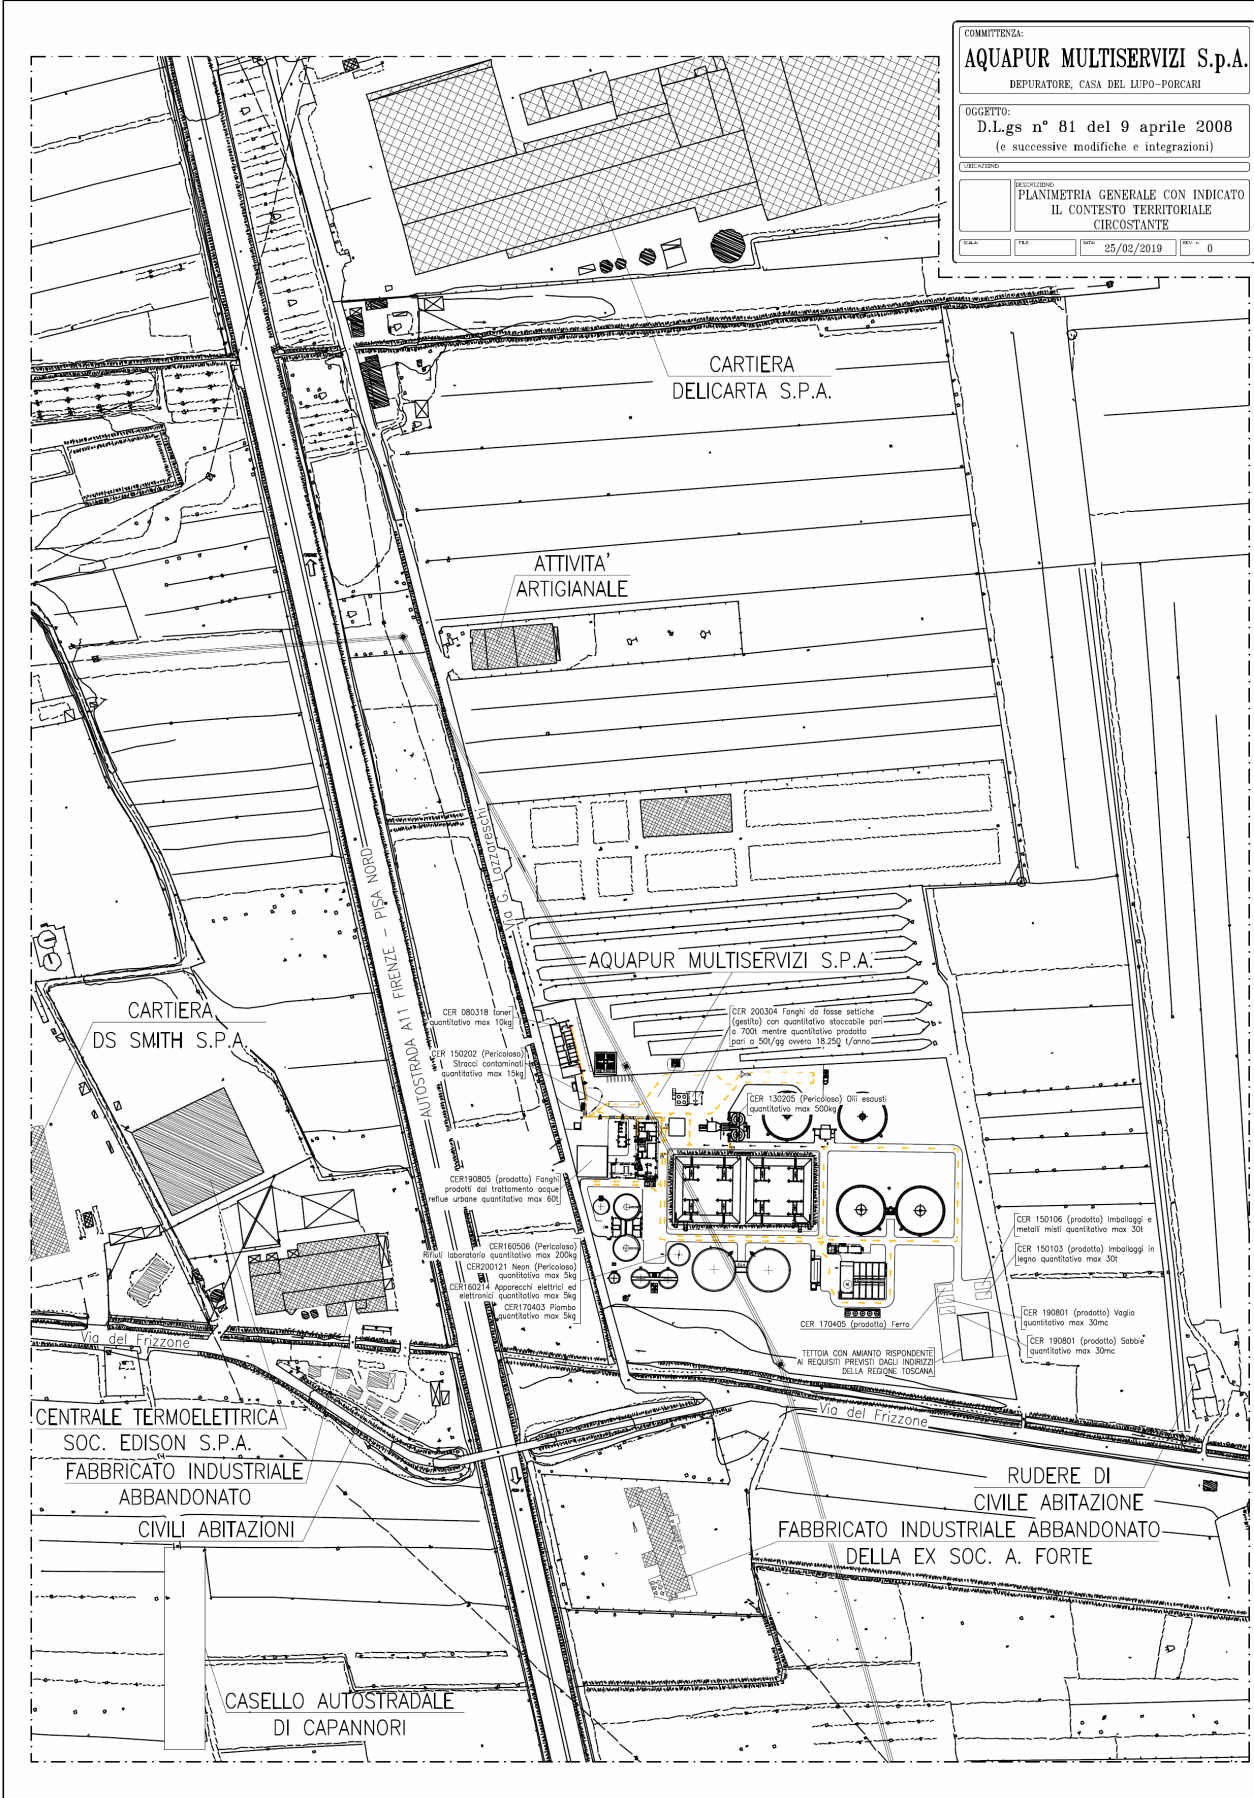 COMMITTENZA:
AQUAPUR MULTISERVIZI S.p.A.
DEPURATORE, CASA DEL LUPO-PORCARI
OGGETTO:
D.L.gs n° 81 del 9 aprile 2008
(e successive modifiche e integrazioni)
UBICAZIONE:
DESCRIZIONE:
PLANIMETRIA GENERALE CON INDICATO
IL CONTESTO TERRITORIALE
CIRCOSTANTE
SCALA:
FILE
DATA:
25/02/2019
REV. n
0
CARTIERA
DELICARTA S.P.A.
ATTIVITA'
ARTIGIANALE
Via G. Lazzareschi
AUTOSTRADA A11 FIRENZE - PISA NORD
AQUAPUR MULTISERVIZI S.P.A.
CARTIERA
DS SMITH S.P.A.
CER 080318 toner
quantitativo max 10kg
CER 150202 (Pericoloso)
Stracci contaminati
quantitativo max 15kg
CER 200304 Fanghi da fosse settiche
(gestito) con quantitativo stoccabile pari
a 700t mentre quantitativo prodotto
pari a 50t/gg ovvero 18.250 t/anno
CER 130205 (Pericoloso) Olii esausti
quantitativo max 500kg
CER190805 (prodotto) Fanghi
prodotti dal trattamento acque
reflue urbane quantitativo max 60t
CER160506 (Pericoloso)
Rifiuti laboratorio quantitativo max 200kg
CER200121 Neon (Pericoloso)
quantitativo max 5kg
CER160214 Apparecchi elettrici ed
elettronici quantitativo max 5kg
CER170403 Piombo
quantitativo max 5kg
CER 150106 (prodotto) Imballaggi e
metalli misti quantitativo max 30t
CER 150103 (prodotto) Imballaggi in
legno quantitativo max 30t
CER 190801 (prodotto) Vaglio
quantitativo max 30mc
CER 190801 (prodotto) Sabbie
quantitativo max 30mc
CER 170405 (prodotto) Ferro
TETTOIA CON AMIANTO RISPONDENTE
AI REQUISITI PREVISTI DAGLI INDIRIZZI
DELLA REGIONE TOSCANA
Via del Frizzone
Via del Frizzone
CENTRALE TERMOELETTRICA
SOC. EDISON S.P.A.
FABBRICATO INDUSTRIALE
ABBANDONATO
CIVILI ABITAZIONI
RUDERE DI
CIVILE ABITAZIONE
FABBRICATO INDUSTRIALE ABBANDONATO
DELLA EX SOC. A. FORTE
CASELLO AUTOSTRADALE
DI CAPANNORI